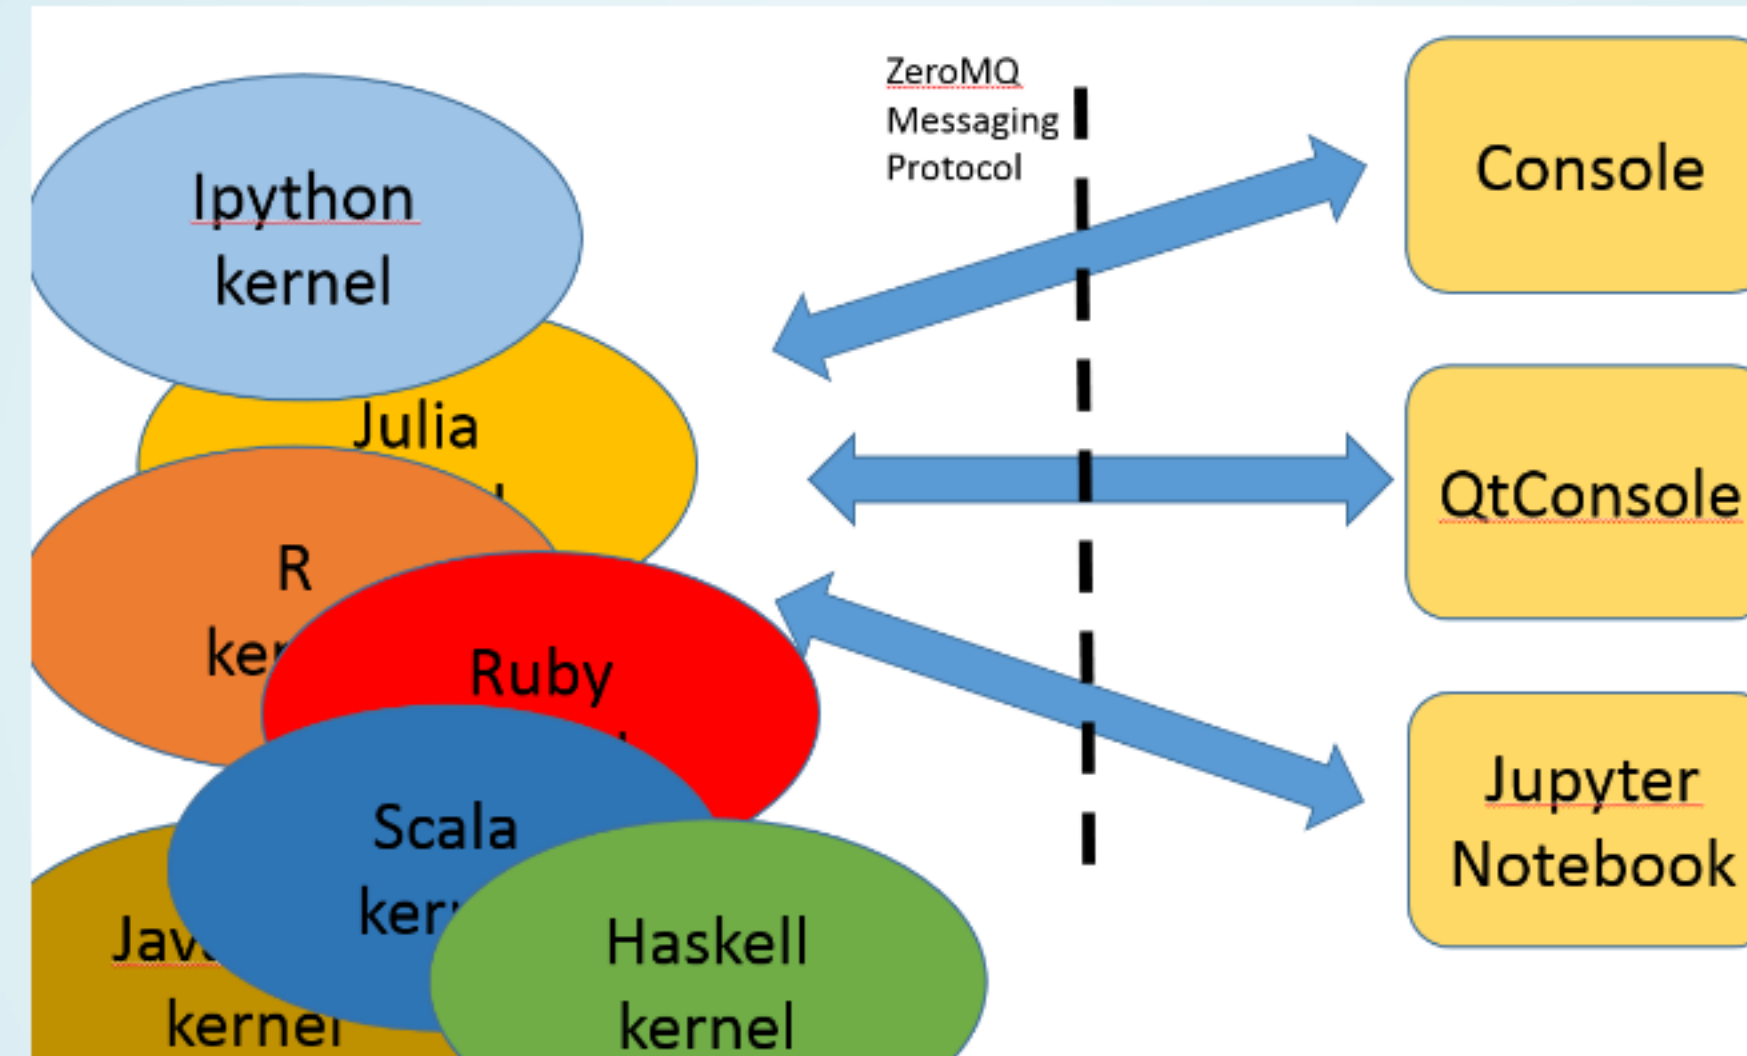 Ipython
kernel
Julia
R
Ruby
Scala
kernel
Haskell
kernel
ZeroMQ
Messaging
Protocol
Console
QtConsole
Jupyter
Notebook